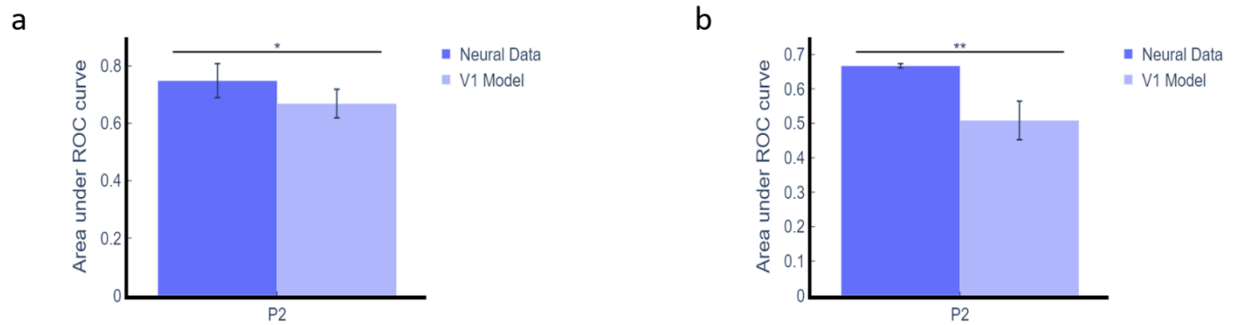 a
*
Neural Data
V1 Model
Area under ROC curve
0.8
0.6
0.4
0.2
0
P2
b
**
Neural Data
V1 Model
Area under ROC curve
0.7
0.6
0.5
0.4
0.3
0.2
0.1
0
P2